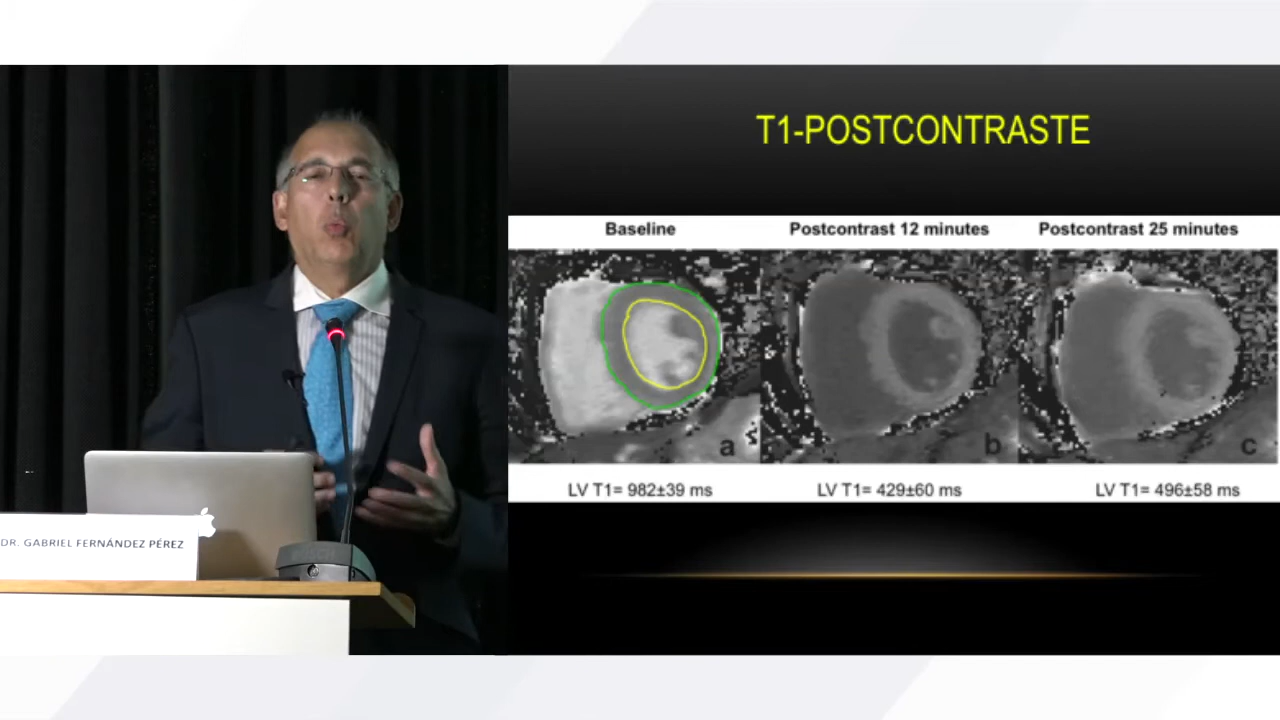 T1-POSTCONTRASTE
Baseline
Postcontrast 12 minutes
Postcontrast 25 minutes
a
b
c
LV T1= 982±39 ms
LV T1= 429±60 ms
LV T1= 496±58 ms
DR. GABRIEL FERNÁNDEZ PÉREZ
BOSCH